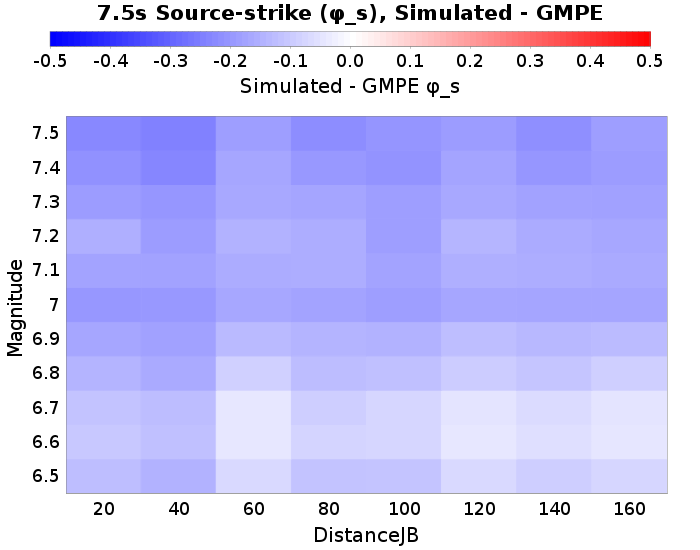 7.5s Source-strike (φ_s), Simulated - GMPE
-0.5 -0.4 -0.3 -0.2 -0.1 0.0 0.1 0.2 0.3 0.4 0.5
Simulated - GMPE φ_s
7.5
7.4
7.3
7.2
7.1
7
6.9
6.8
6.7
6.6
6.5
Magnitude
20 40 60 80 100 120 140 160
DistanceJB